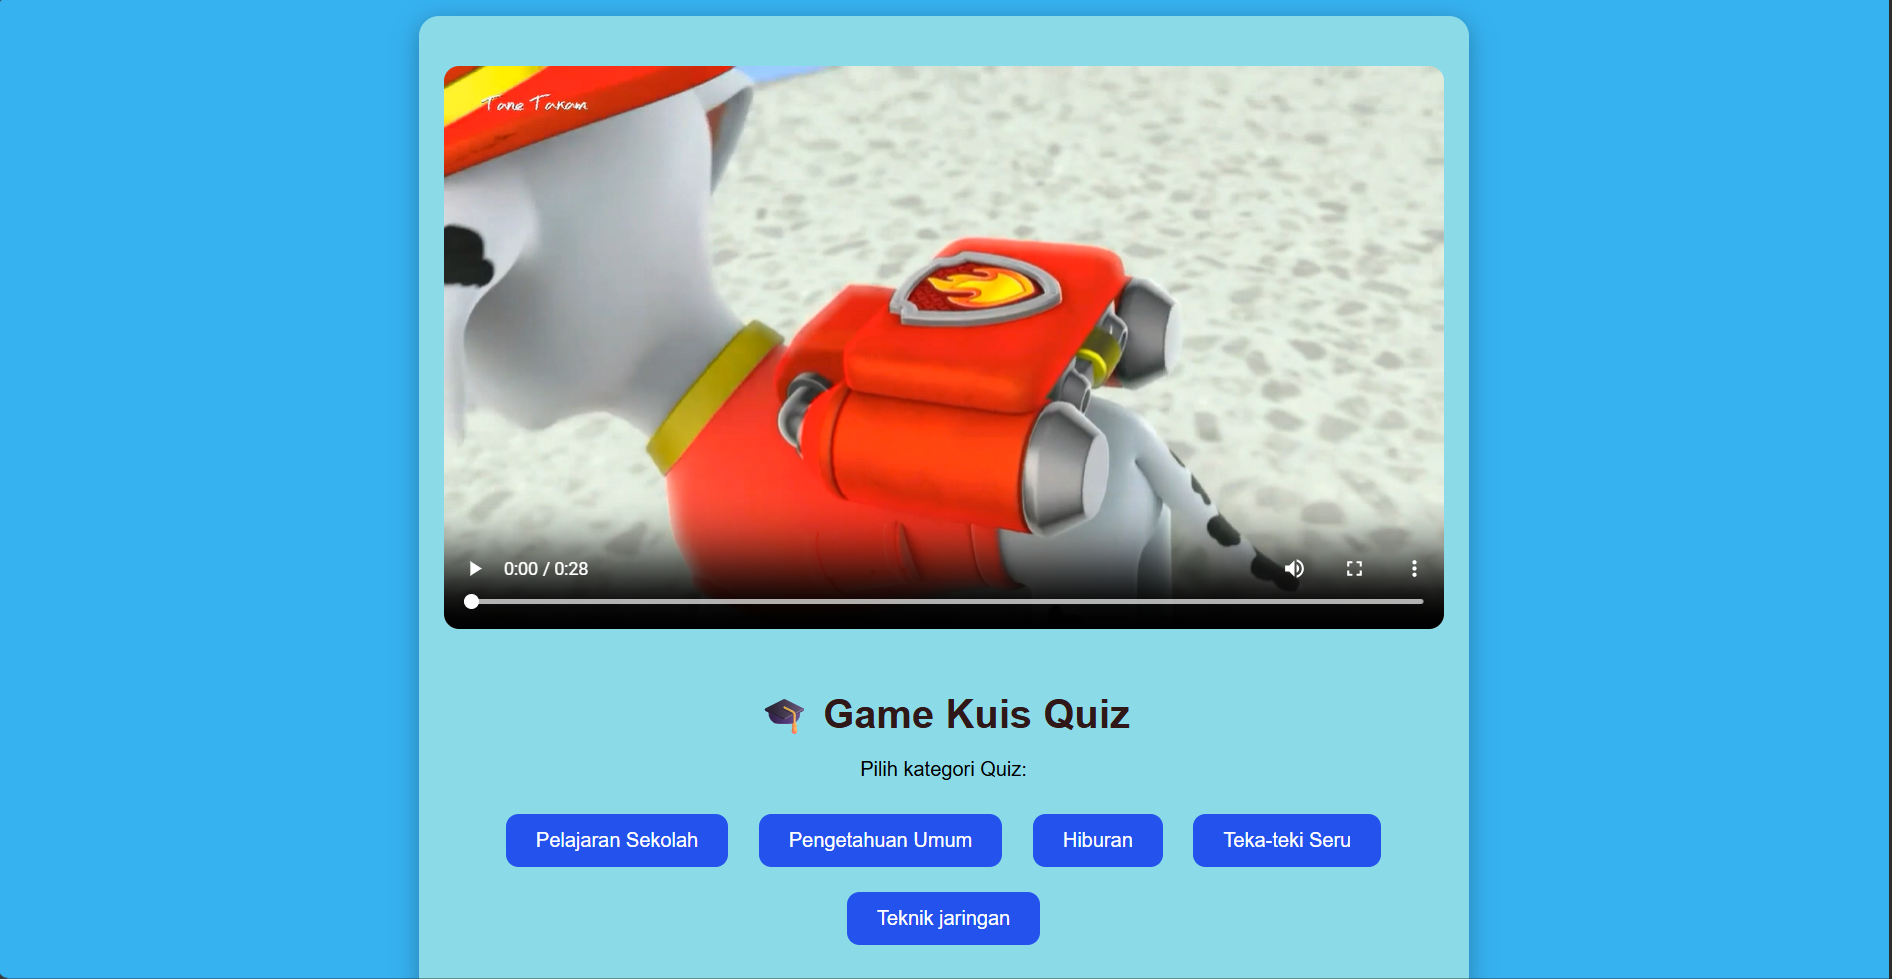 Tane Takam
0:00 / 0:28
🎓 Game Kuis Quiz
Pilih kategori Quiz:
Pelajaran Sekolah
Pengetahuan Umum
Hiburan
Teka-teki Seru
Teknik jaringan